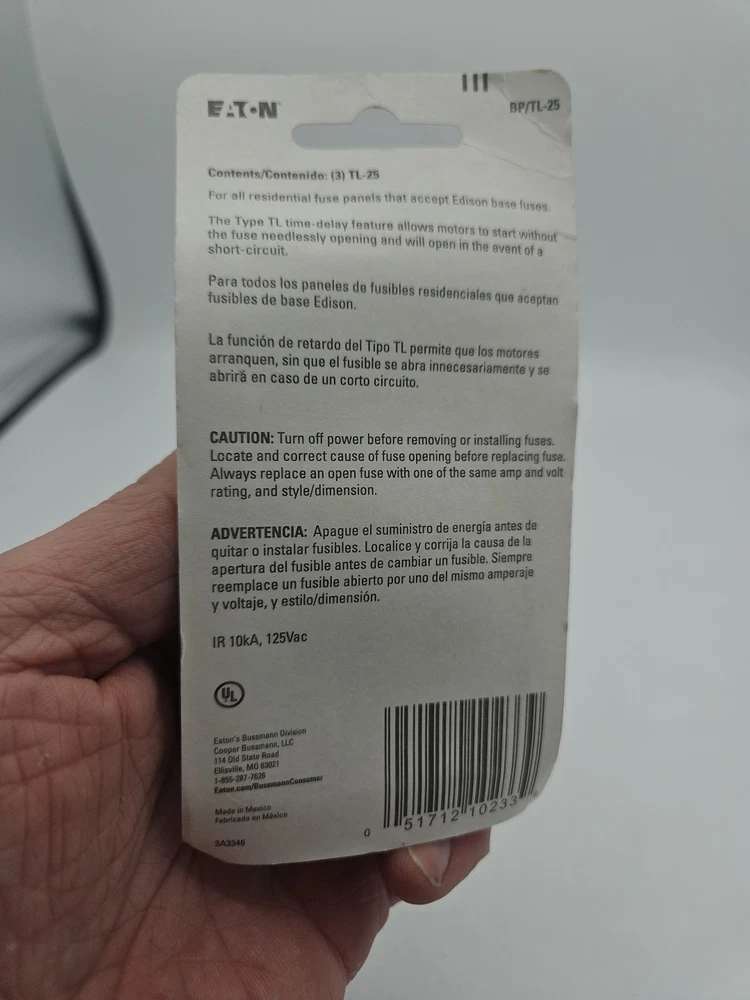 EATON
BP/TL-25
Contents/Contenido: (3) TL-25
For all residential fuse panels that accept Edison base fuses.
The Type TL time-delay feature allows motors to start without
the fuse needlessly opening and will open in the event of a
short-circuit.
Para todos los paneles de fusibles residenciales que aceptan
fusibles de base Edison.
La función de retardo del Tipo TL permite que los motores
arranquen, sin que el fusible se abra innecesariamente y se
abrirá en caso de un corto circuito.
CAUTION: Turn off power before removing or installing fuses.
Locate and correct cause of fuse opening before replacing fuse.
Always replace an open fuse with one of the same amp and volt
rating, and style/dimension.
ADVERTENCIA: Apague el suministro de energía antes de
quitar o instalar fusibles. Localice y corrija la causa de la
apertura del fusible antes de cambiar un fusible. Siempre
reemplace un fusible abierto por uno del mismo amperaje
y voltaje, y estilo/dimensión.
IR 10kA, 125Vac
UL
Eaton's Bussmann Division
Cooper Bussmann, LLC
114 Old State Road
Ellisville, MO 63021
1-855-287-7626
Eaton.com/BussmannConsumer
Made in Mexico
Fabricado en México
3A3346
0 51712 10233